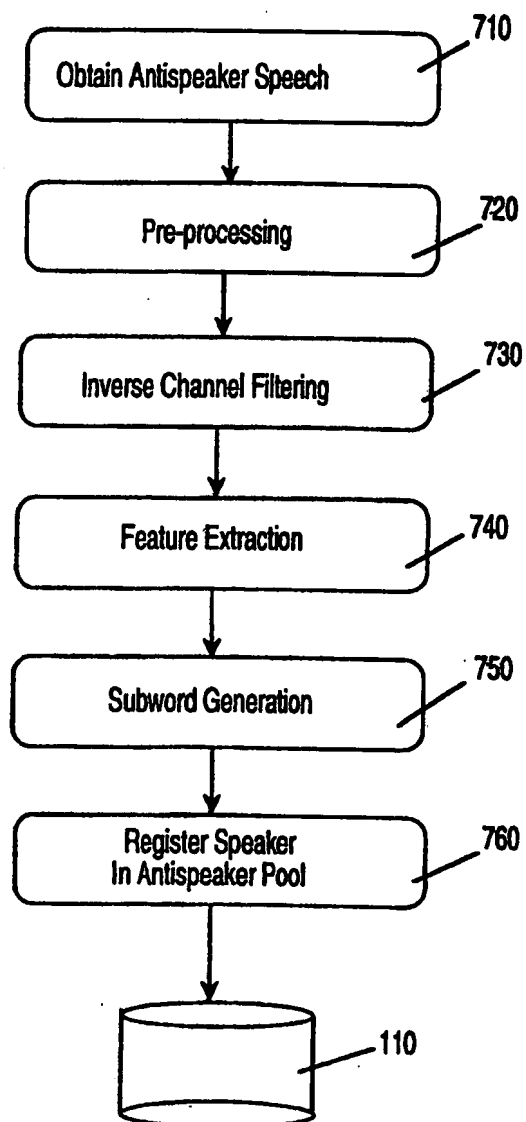 710
Obtain Antispeaker Speech
720
Pre-processing
730
Inverse Channel Filtering
740
Feature Extraction
750
Subword Generation
760
Register Speaker
In Antispeaker Pool
110